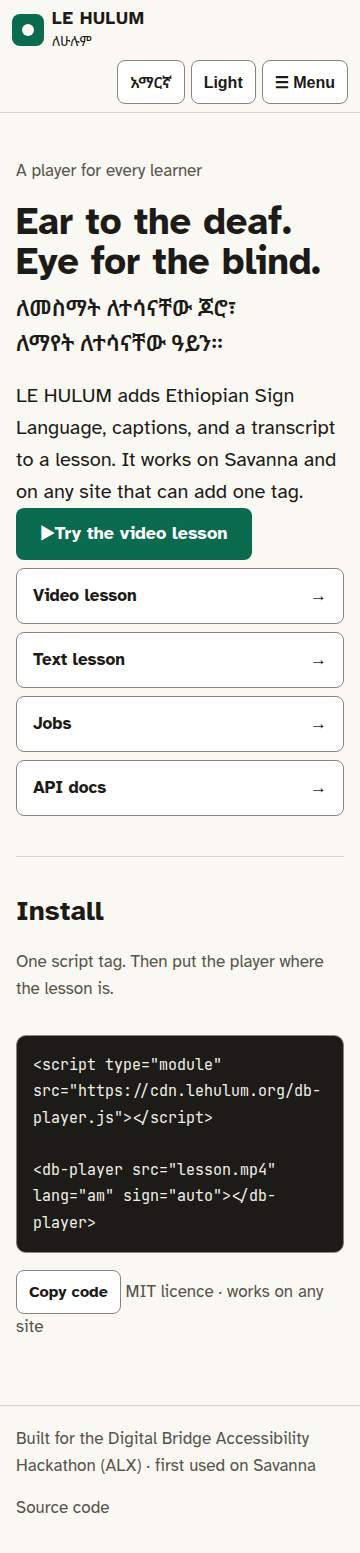 LE HULUM
ለሁሉም
አማርኛ
Light
☰ Menu
A player for every learner
Ear to the deaf.
Eye for the blind.
ለመስማት ለተሳናቸው ጆሮ፣
ለማየት ለተሳናቸው ዓይን።
LE HULUM adds Ethiopian Sign
Language, captions, and a transcript
to a lesson. It works on Savanna and
on any site that can add one tag.
▶Try the video lesson
Video lesson →
Text lesson →
Jobs →
API docs →
Install
One script tag. Then put the player where
the lesson is.
<script type="module"
src="https://cdn.lehulum.org/db-
player.js"></script>
<db-player src="lesson.mp4"
lang="am" sign="auto"></db-
player>
Copy code MIT licence · works on any
site
Built for the Digital Bridge Accessibility
Hackathon (ALX) · first used on Savanna
Source code